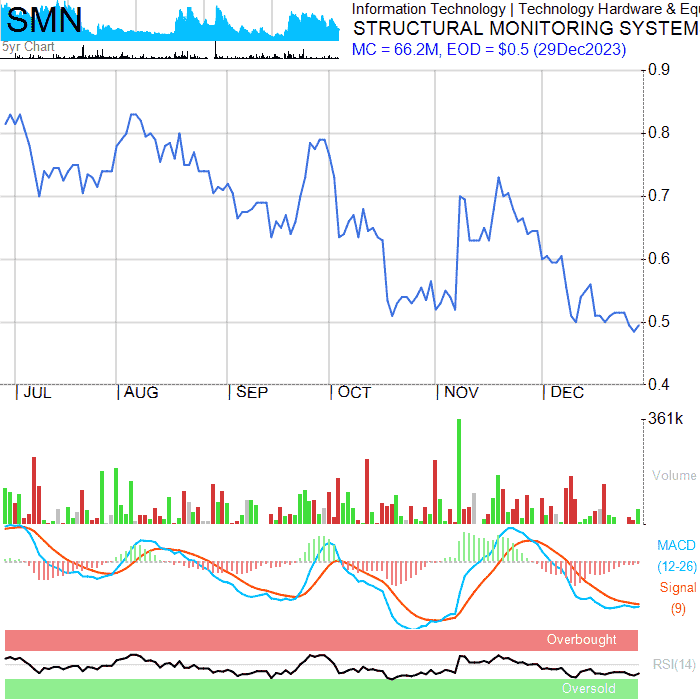 SMN
5yr Chart
Information Technology | Technology Hardware & Equ
STRUCTURAL MONITORING SYSTEM
MC = 66.2M, EOD = $0.5 (29Dec2023)
0.9
0.8
0.7
0.6
0.5
0.4
JUL
AUG
SEP
OCT
NOV
DEC
361k
Volume
MACD
(12-26)
Signal
(9)
Overbought
RSI(14)
Oversold